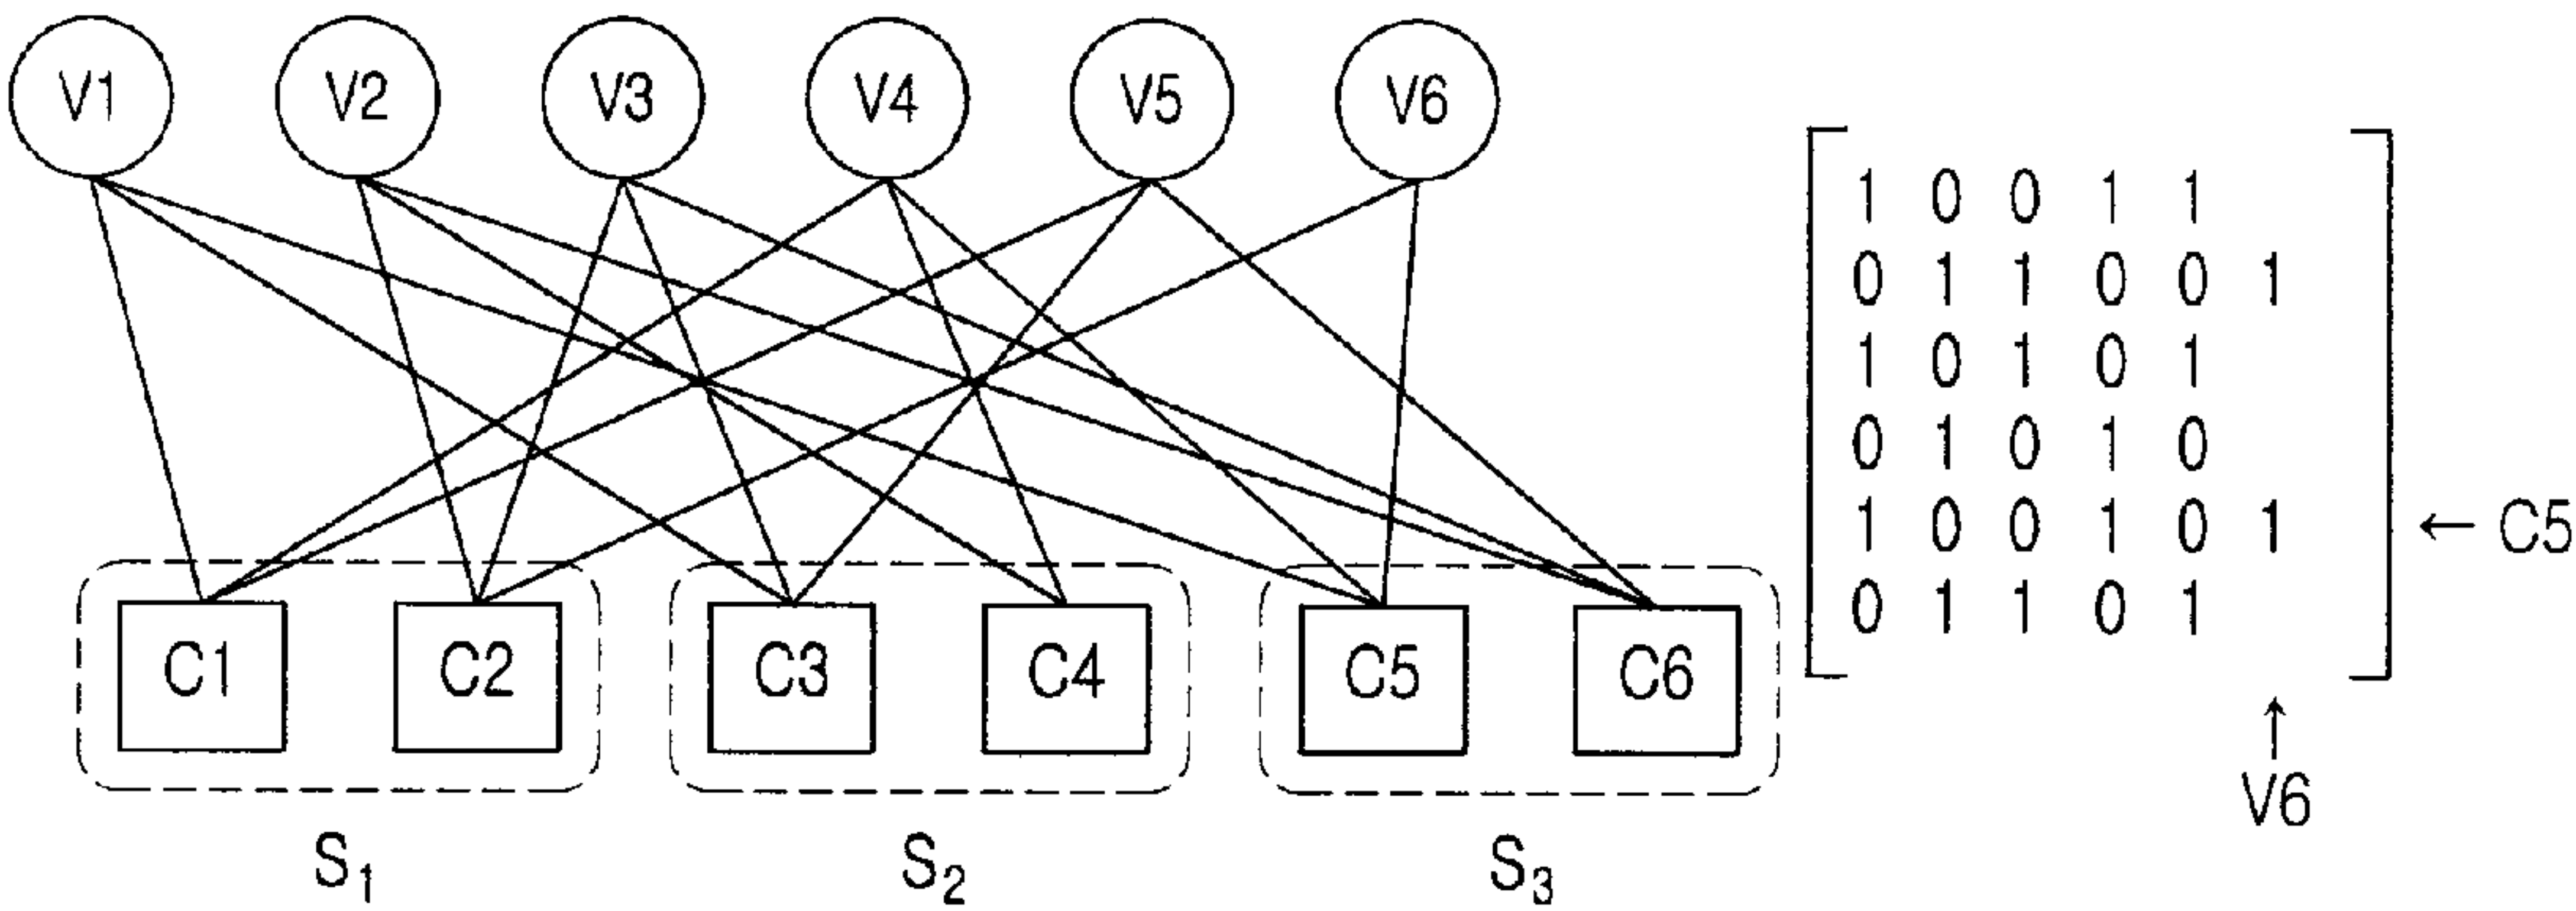 V1 V2 V3 V4 V5 V6
1 0 0 1 1
0 1 1 0 0 1
1 0 1 0 1
0 1 0 1 0
1 0 0 1 0 1 ← C5
0 1 1 0 1
C1 C2 C3 C4 C5 C6
↑
V6
S1 S2 S3